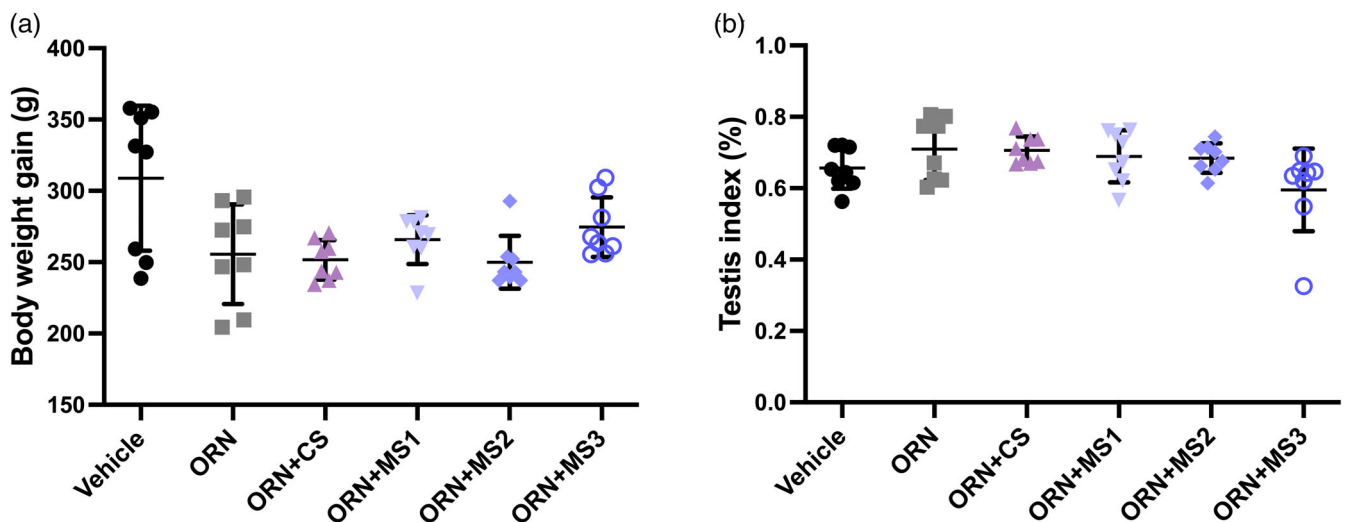 (a)
Body weight gain (g)
400
350
300
250
200
150
Vehicle
ORN
ORN+CS
ORN+MS1
ORN+MS2
ORN+MS3
(b)
Testis index (%)
1.0
0.8
0.6
0.4
0.2
0.0
Vehicle
ORN
ORN+CS
ORN+MS1
ORN+MS2
ORN+MS3